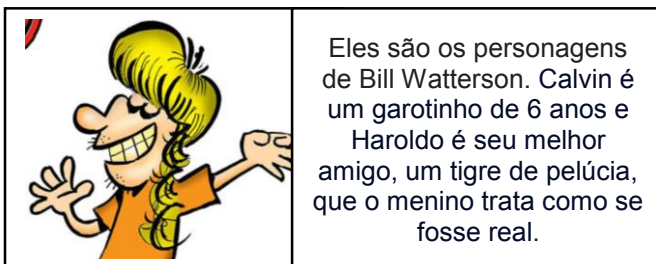 Eles são os personagens
de Bill Watterson. Calvin é
um garotinho de 6 anos e
Haroldo é seu melhor
amigo, um tigre de pelúcia,
que o menino trata como se
fosse real.